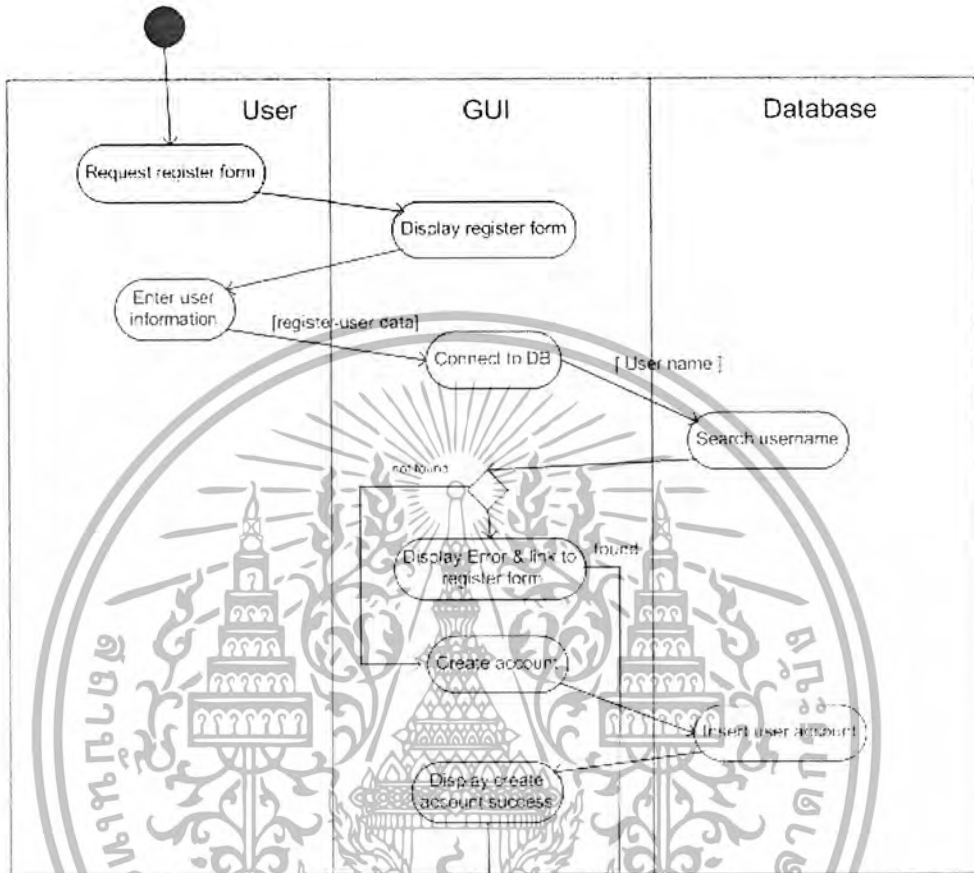 User
GUI
Database
Request register form
Display register form
Enter user
information
[register-user data]
Connect to DB
[ User name ]
Search username
not found
Display Error & link to
register form
found
Create account
Insert user account
Display create
account success